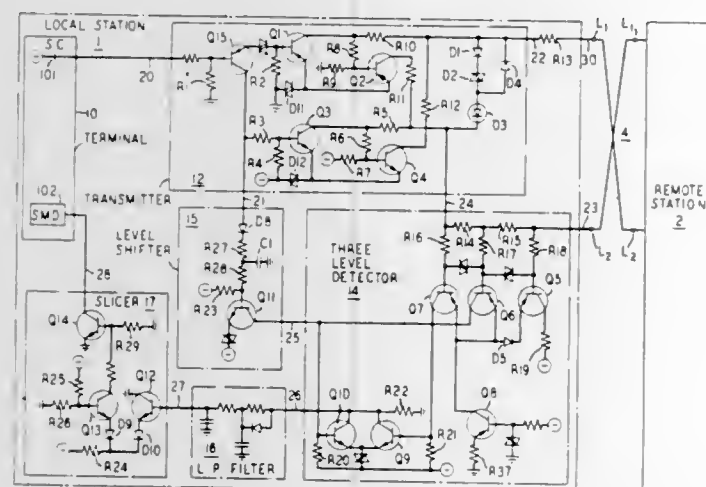 LOCAL STATION
1
SC
101
20
10
TERMINAL
102
SMD
28
TRANSMITTER
12
R1
Q15
Q1
R2
R8
R9
D11
Q2
R10
R11
R12
D1
D2
D3
D4
22
R13
30
L1
L1
R3
R4
Q3
D12
R5
R6
R7
Q4
4
REMOTE
STATION
2
21
24
23
L2
L2
LEVEL
SHIFTER
15
D8
R27
C1
R28
R23
Q11
25
THREE
LEVEL
DETECTOR
14
R16
R14
R15
R17
R18
Q7
Q6
Q5
D5
R19
SLICER 17
Q14
R29
R25
R26
Q12
Q13
D9
D10
R24
27
16
L P FILTER
26
Q10
R22
Q9
R20
R21
Q8
R37